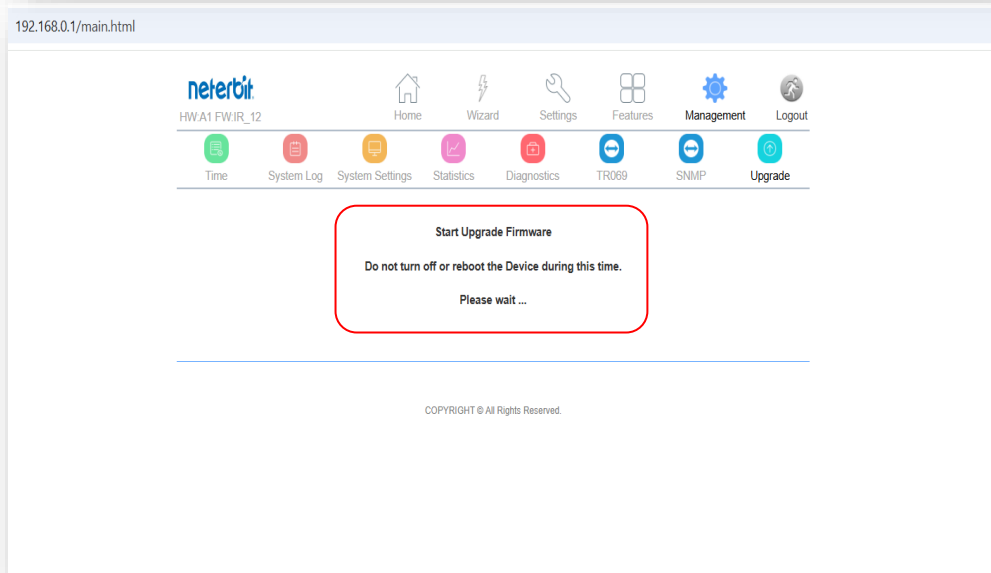 192.168.0.1/main.html
neterbit
HW:A1 FW:IR_12
Home Wizard Settings Features Management Logout
Time System Log System Settings Statistics Diagnostics TR069 SNMP Upgrade
Start Upgrade Firmware
Do not turn off or reboot the Device during this time.
Please wait ...
COPYRIGHT © All Rights Reserved.